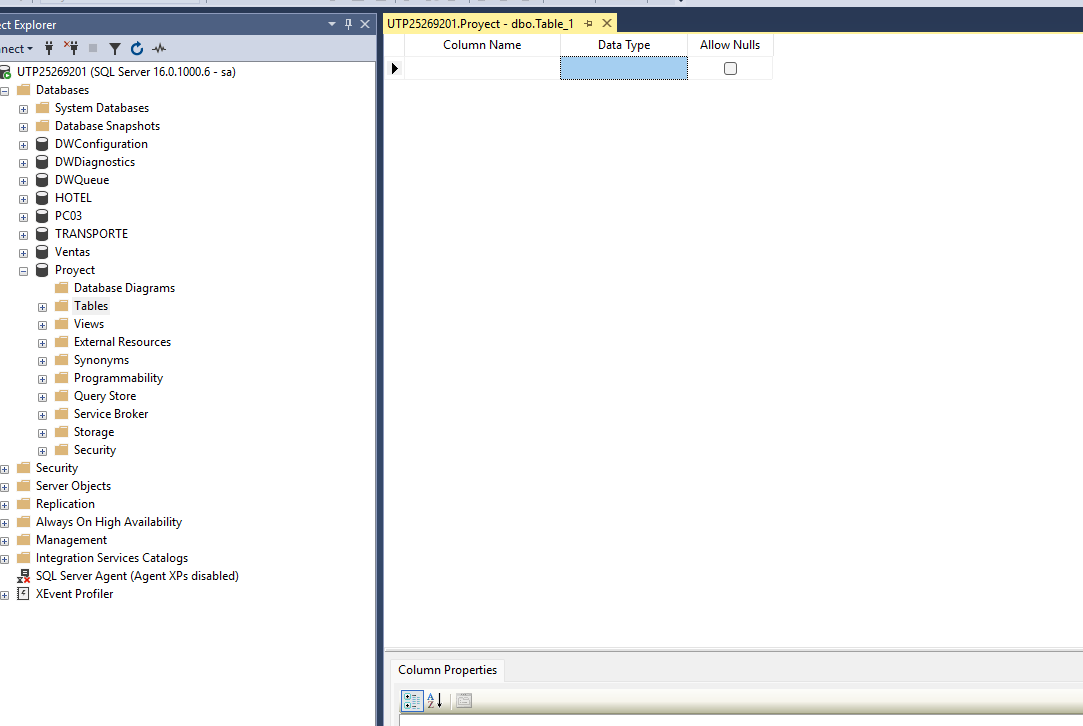 ct Explorer
nnect
UTP25269201 (SQL Server 16.0.1000.6 - sa)
Databases
System Databases
Database Snapshots
DWConfiguration
DWDiagnostics
DWQueue
HOTEL
PC03
TRANSPORTE
Ventas
Proyect
Database Diagrams
Tables
Views
External Resources
Synonyms
Programmability
Query Store
Service Broker
Storage
Security
Security
Server Objects
Replication
Always On High Availability
Management
Integration Services Catalogs
SQL Server Agent (Agent XPs disabled)
XEvent Profiler
UTP25269201.Proyect - dbo.Table_1
Column Name Data Type Allow Nulls
Column Properties